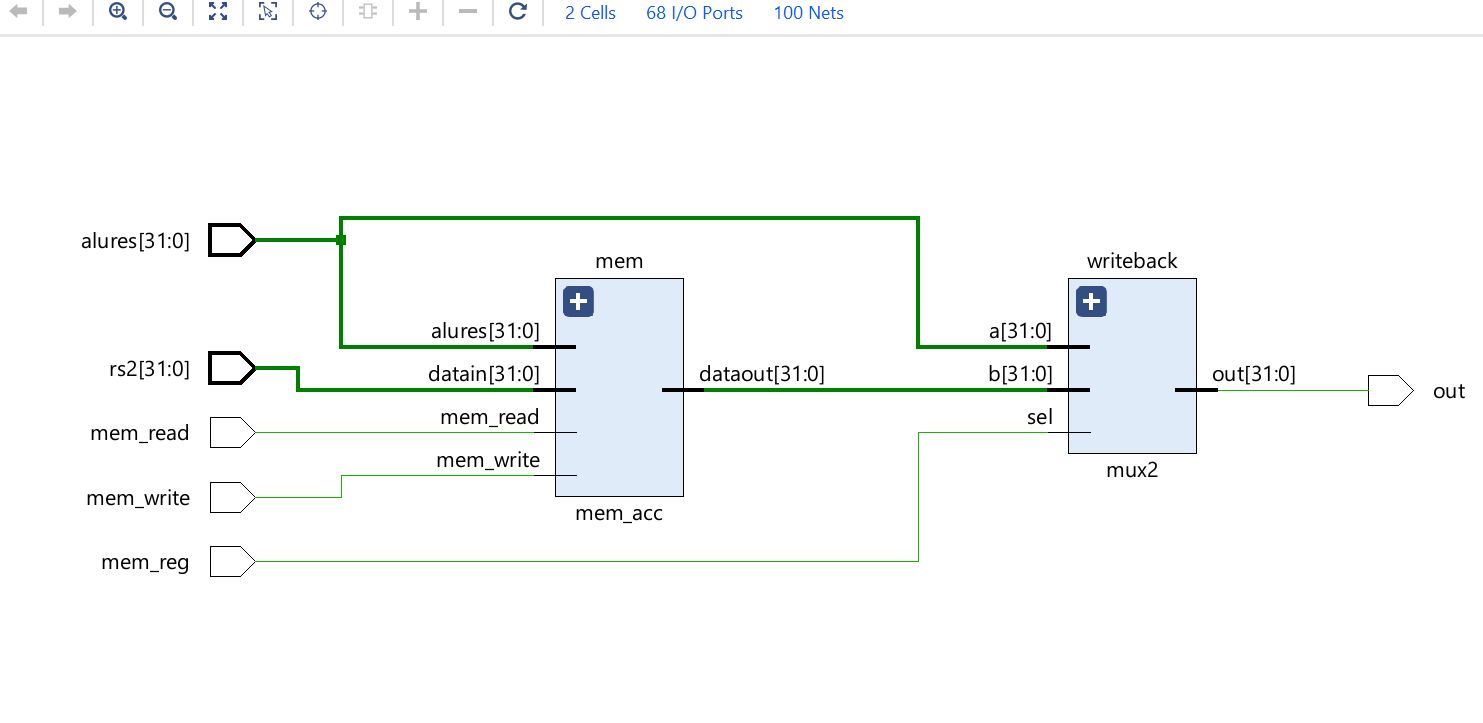 2 Cells 68 I/O Ports 100 Nets
alures[31:0]
mem
writeback
alures[31:0]
a[31:0]
rs2[31:0]
datain[31:0]
dataout[31:0]
b[31:0]
out[31:0]
out
mem_read
mem_read
sel
mem_write
mem_write
mux2
mem_acc
mem_reg